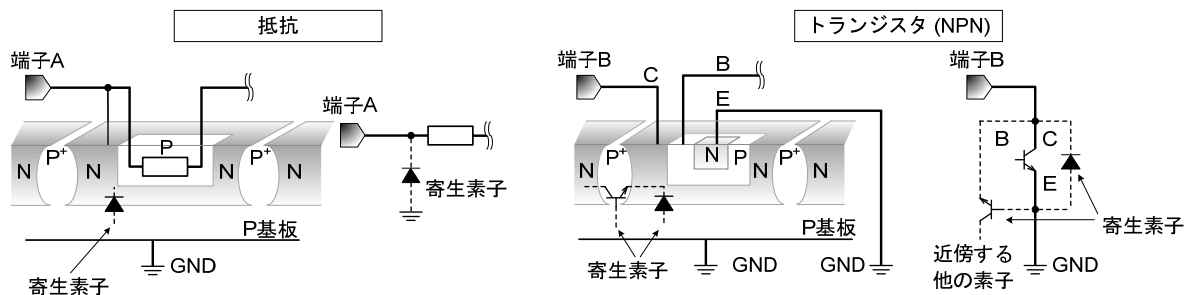 抵抗
端子A
N
P+
N
P
N
P+
N
P基板
寄生素子
GND
端子A
寄生素子
トランジスタ (NPN)
端子B
C
B
E
N
P+
N
N
P
N
P+
N
P基板
寄生素子
GND
GND
端子B
B
C
E
寄生素子
近傍する
他の素子
GND